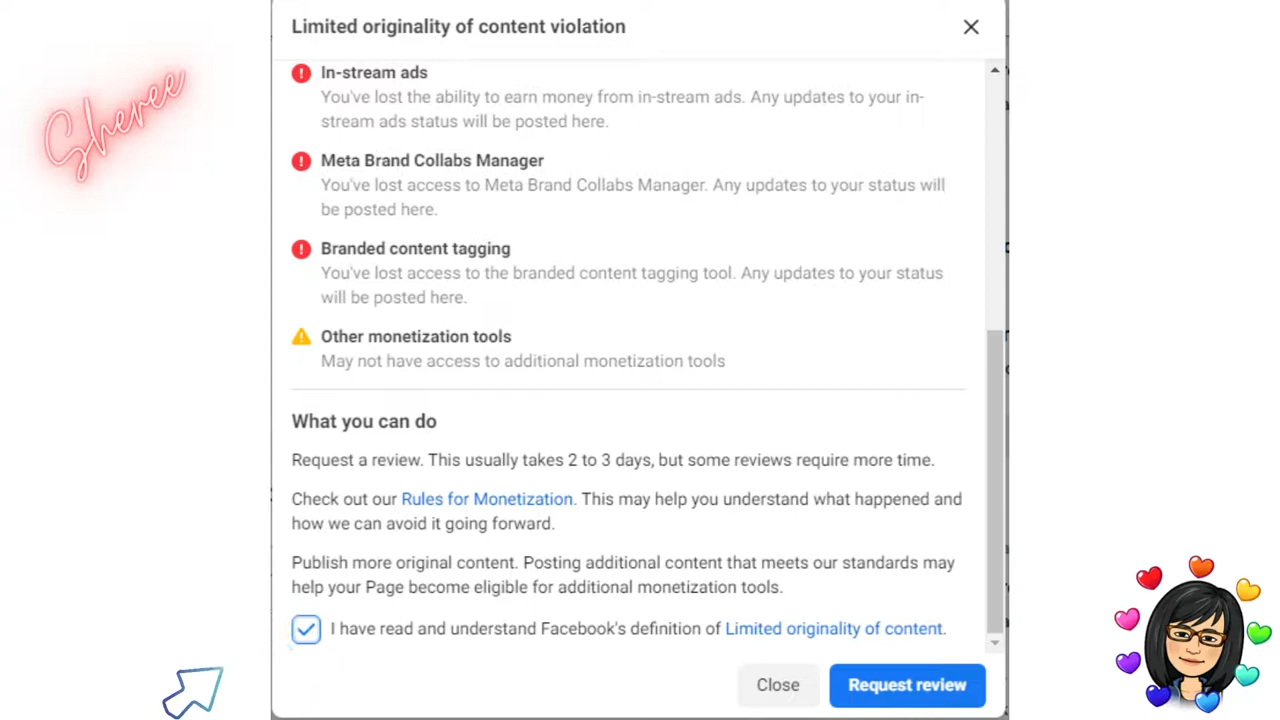 Limited originality of content violation
Sheree
In-stream ads
You've lost the ability to earn money from in-stream ads. Any updates to your in-
stream ads status will be posted here.
Meta Brand Collabs Manager
You've lost access to Meta Brand Collabs Manager. Any updates to your status will
be posted here.
Branded content tagging
You've lost access to the branded content tagging tool. Any updates to your status
will be posted here.
Other monetization tools
May not have access to additional monetization tools
What you can do
Request a review. This usually takes 2 to 3 days, but some reviews require more time.
Check out our Rules for Monetization. This may help you understand what happened and
how we can avoid it going forward.
Publish more original content. Posting additional content that meets our standards may
help your Page become eligible for additional monetization tools.
I have read and understand Facebook's definition of Limited originality of content.
Close
Request review